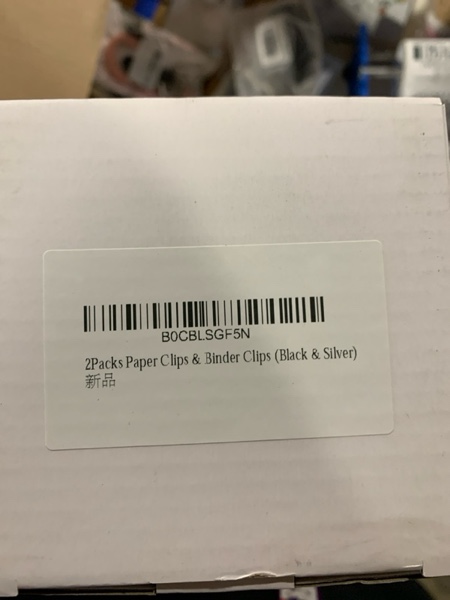 B0CBLSGF5N
2Packs Paper Clips & Binder Clips (Black & Silver)
新品